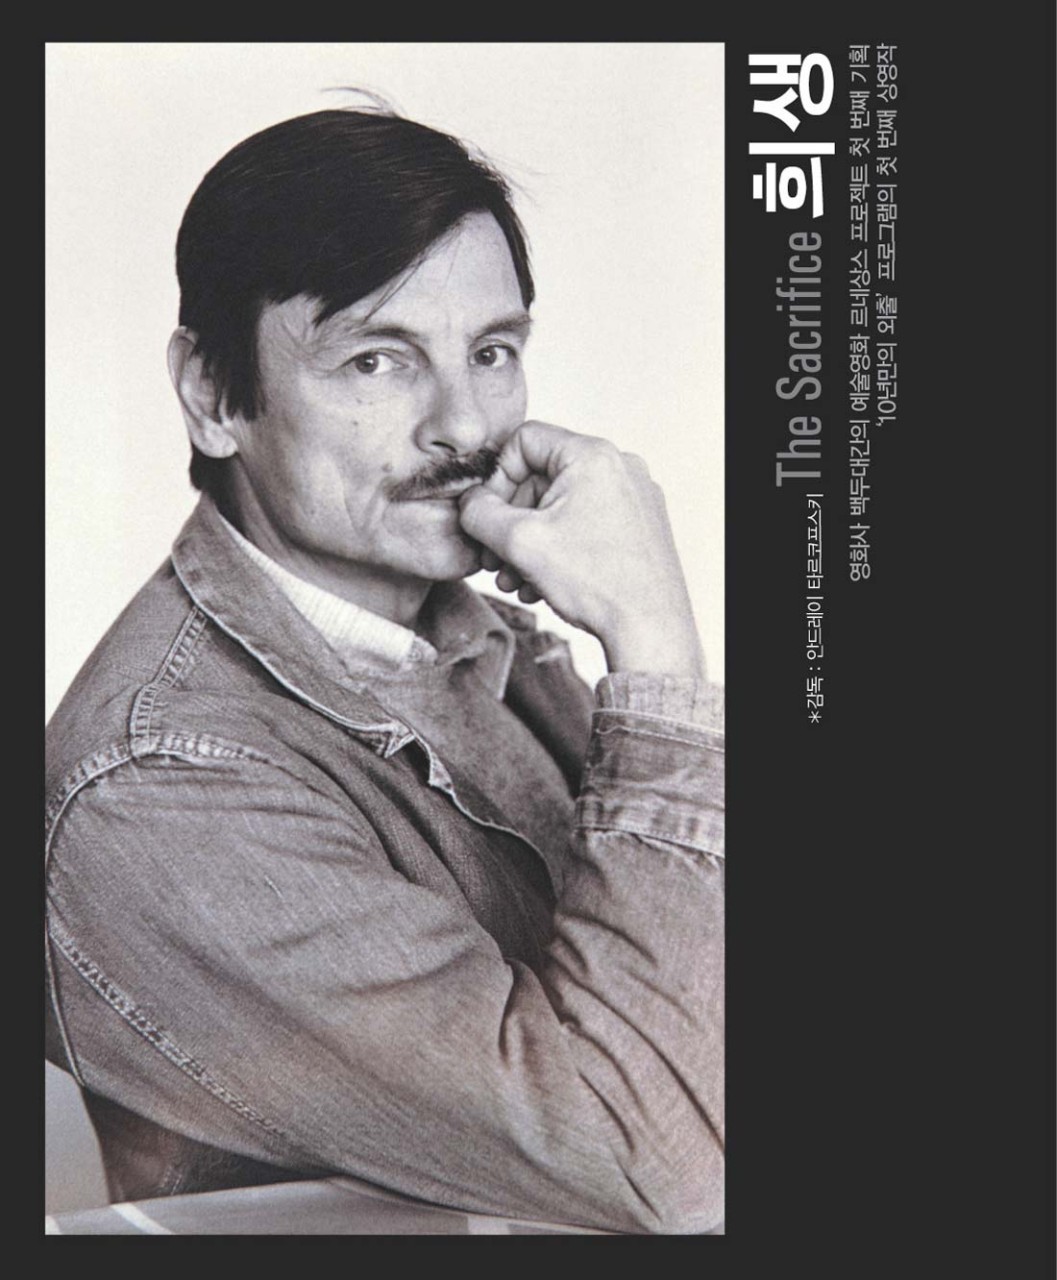 *감독 : 안드레이 타르코프스키 The Sacrifice 희생
영화사 백두대간의 예술영화 르네상스 프로젝트 첫 번째 기획
'10년만의 외출' 프로그램의 첫 번째 상영작